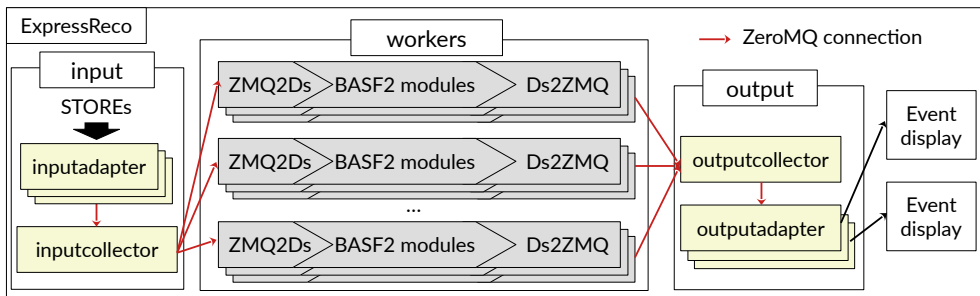 ExpressReco
input
STOREs
inputadapter
inputcollector
workers
ZMQ2Ds BASF2 modules Ds2ZMQ
ZMQ2Ds BASF2 modules Ds2ZMQ
...
ZMQ2Ds BASF2 modules Ds2ZMQ
ZeroMQ connection
output
outputcollector
outputadapter
Event
display
Event
display